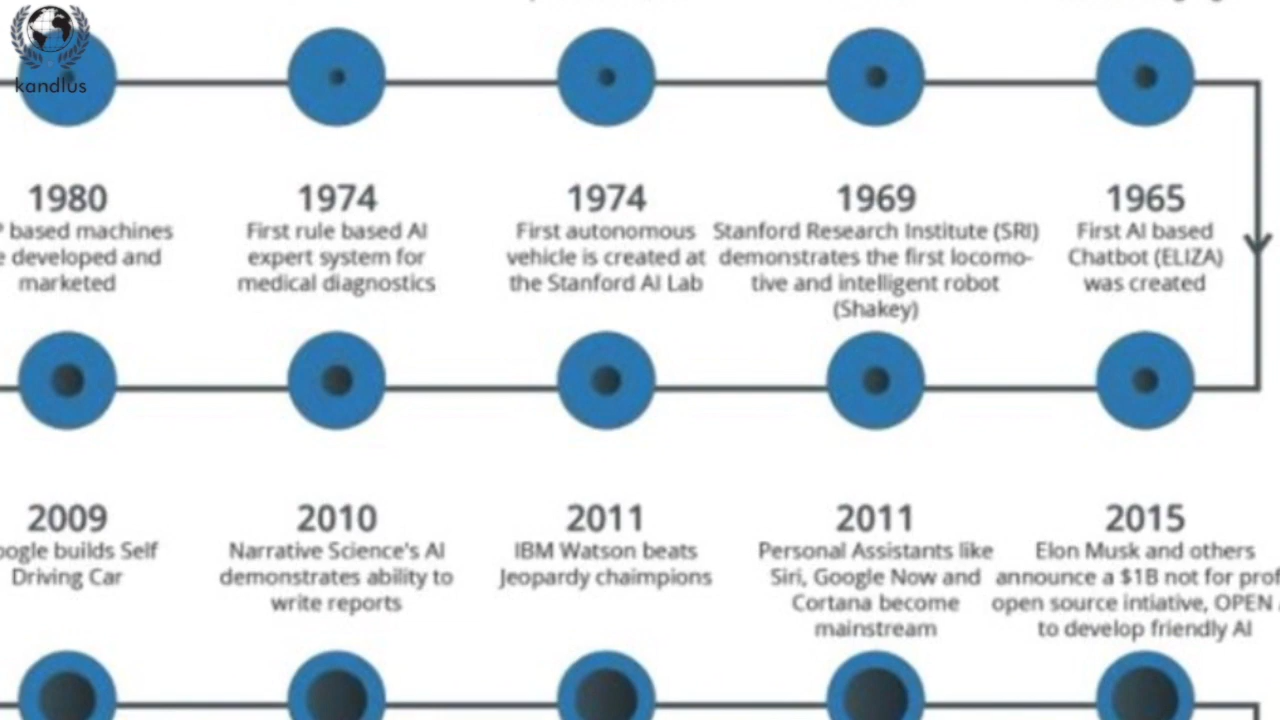 kandlus
1980
based machines
developed and
marketed
1974
First rule based AI
expert system for
medical diagnostics
1974
First autonomous
vehicle is created at
the Stanford AI Lab
1969
Stanford Research Institute (SRI)
demonstrates the first locomo-
tive and intelligent robot
(Shakey)
1965
First AI based
Chatbot (ELIZA)
was created
2009
oogle builds Self
Driving Car
2010
Narrative Science's AI
demonstrates ability to
write reports
2011
IBM Watson beats
Jeopardy chaimpions
2011
Personal Assistants like
Siri, Google Now and
Cortana become
mainstream
2015
Elon Musk and others
announce a $1B not for prof
open source intiative, OPEN
to develop friendly AI